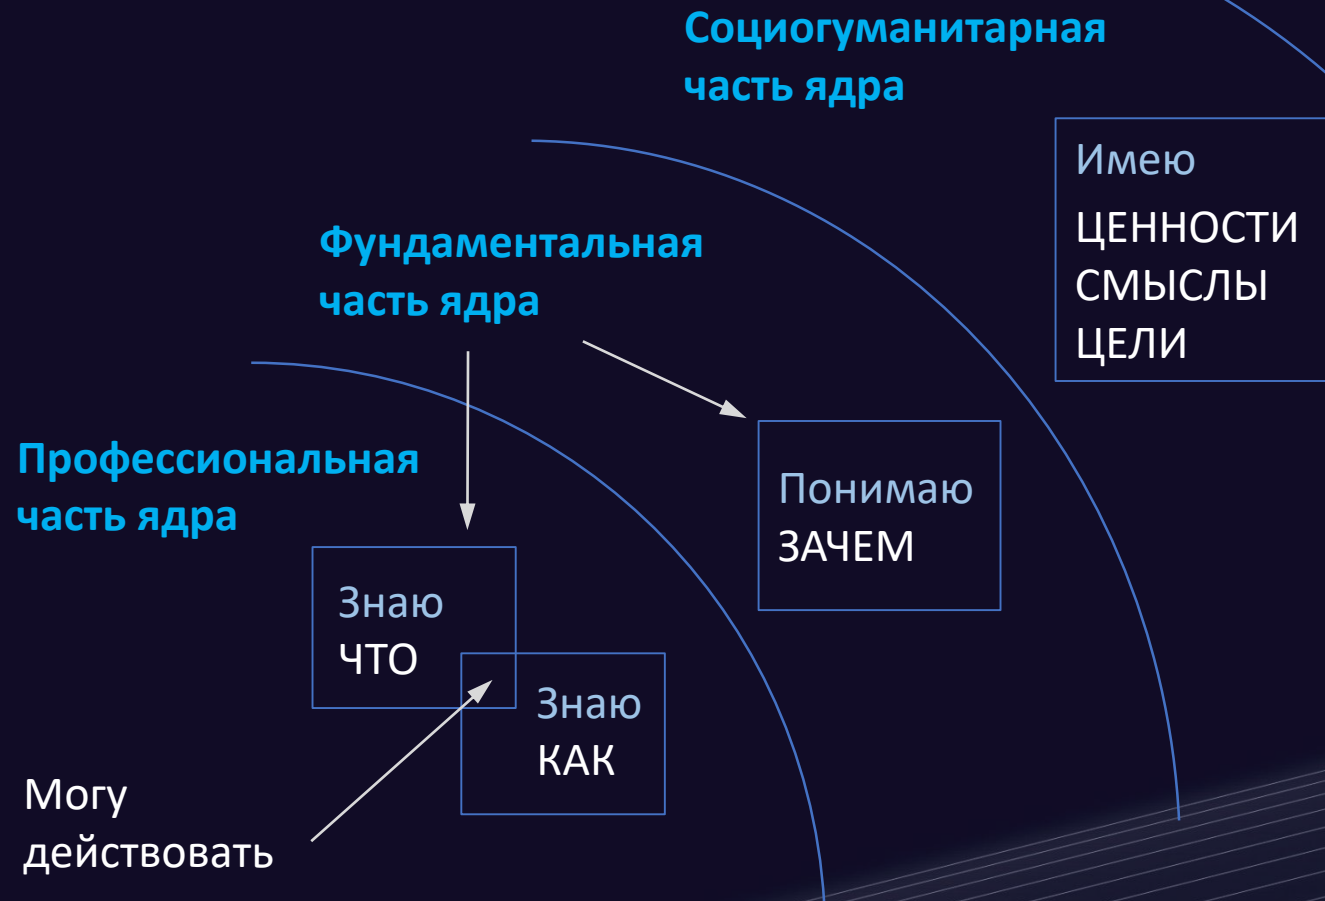 Социогуманитарная
часть ядра
Имею
ЦЕННОСТИ
СМЫСЛЫ
ЦЕЛИ
Фундаментальная
часть ядра
Понимаю
ЗАЧЕМ
Профессиональная
часть ядра
Знаю
ЧТО
Знаю
КАК
Могу
действовать